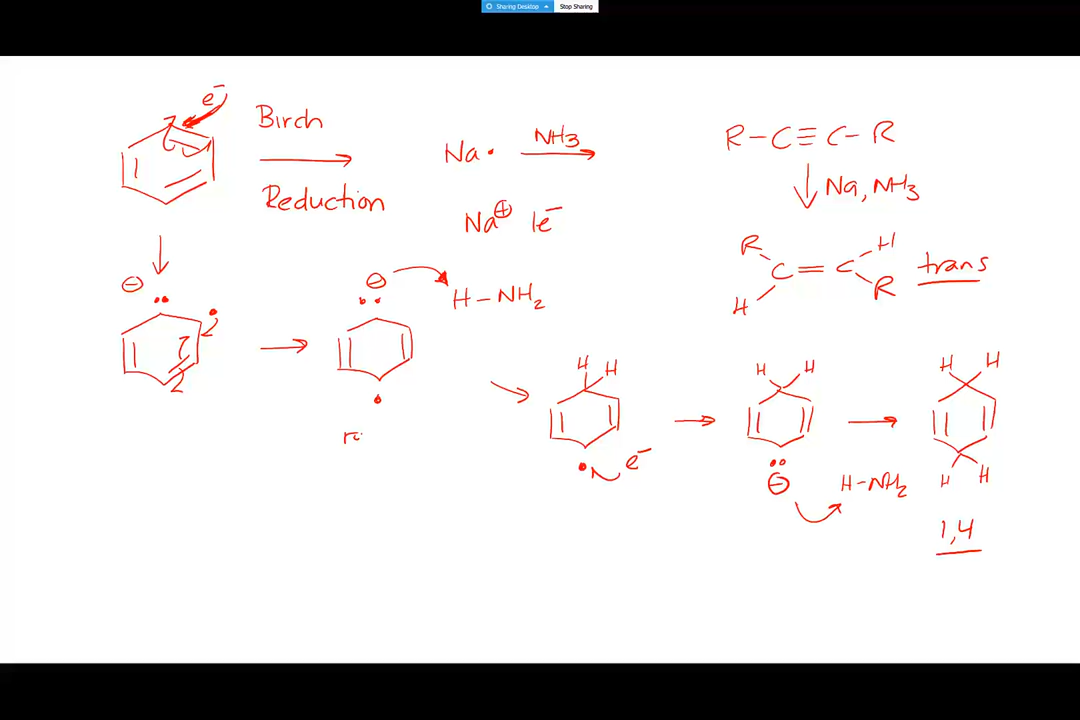 Sharing Desktop Stop Sharing
e⁻
Birch
Reduction
Na• NH3
Na⊕ 1e⁻
R-C≡C-R
Na, NH3
R H
C=C trans
H R
⊖ ••
•
⊖ ••
H-NH2
•
H H
• e⁻
H H
•• ⊖
H-NH2
H H
H H
1,4